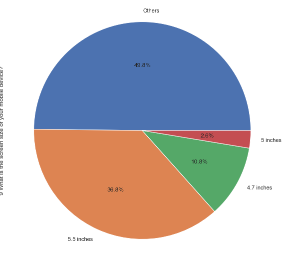 Others
49.8%
2.6%
5 inches
10.8%
4.7 inches
36.8%
5.5 inches
What is the screen size of your mobile device?